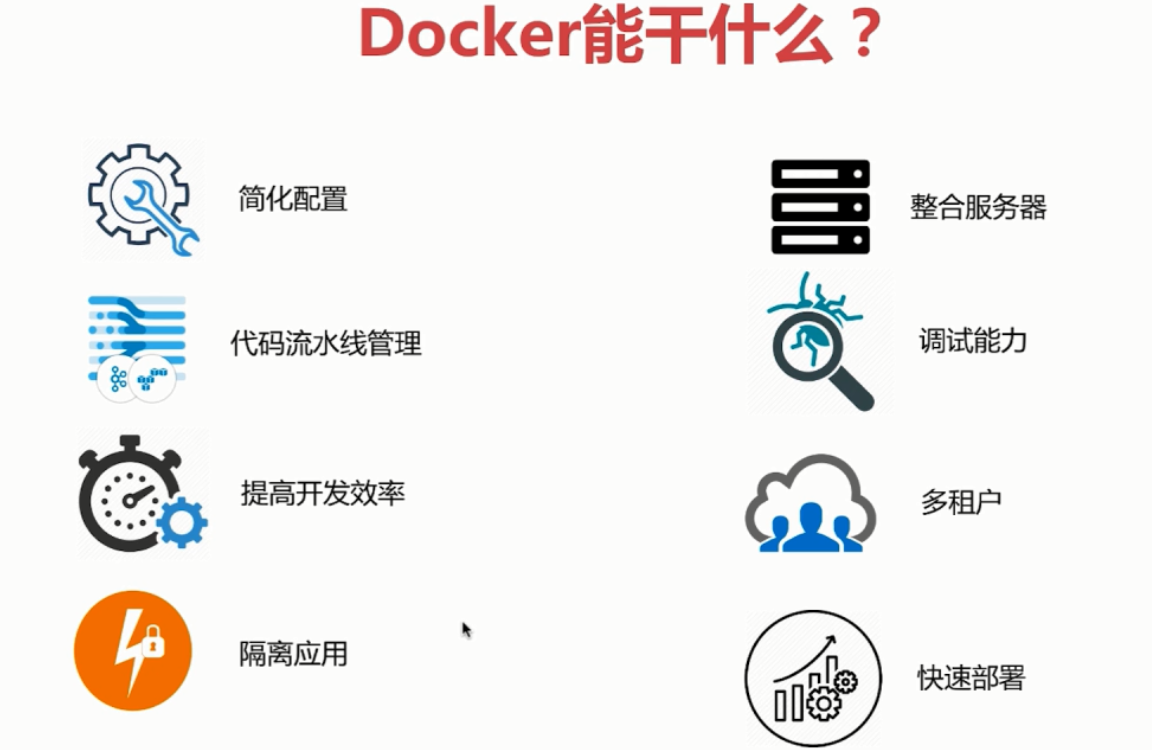 Docker能干什么？
简化配置
整合服务器
代码流水线管理
调试能力
提高开发效率
多租户
隔离应用
快速部署